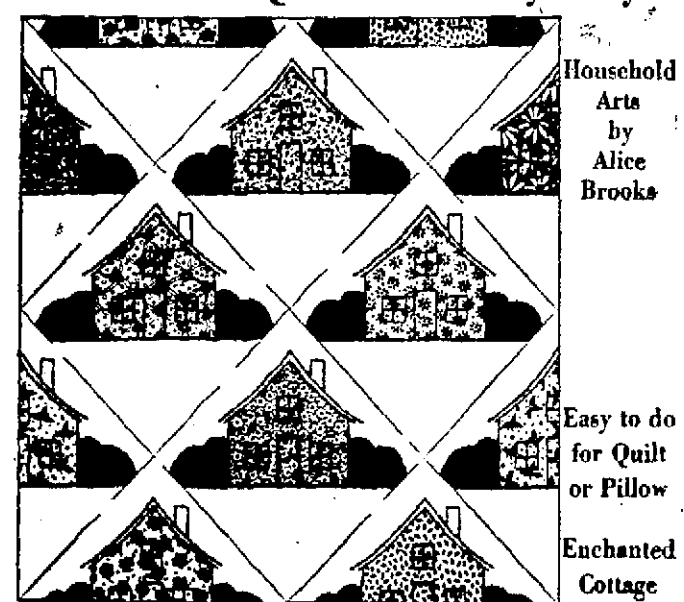 Household
Arts
by
Alice
Brooks
Easy to do
for Quilt
or Pillow
Enchanted
Cottage